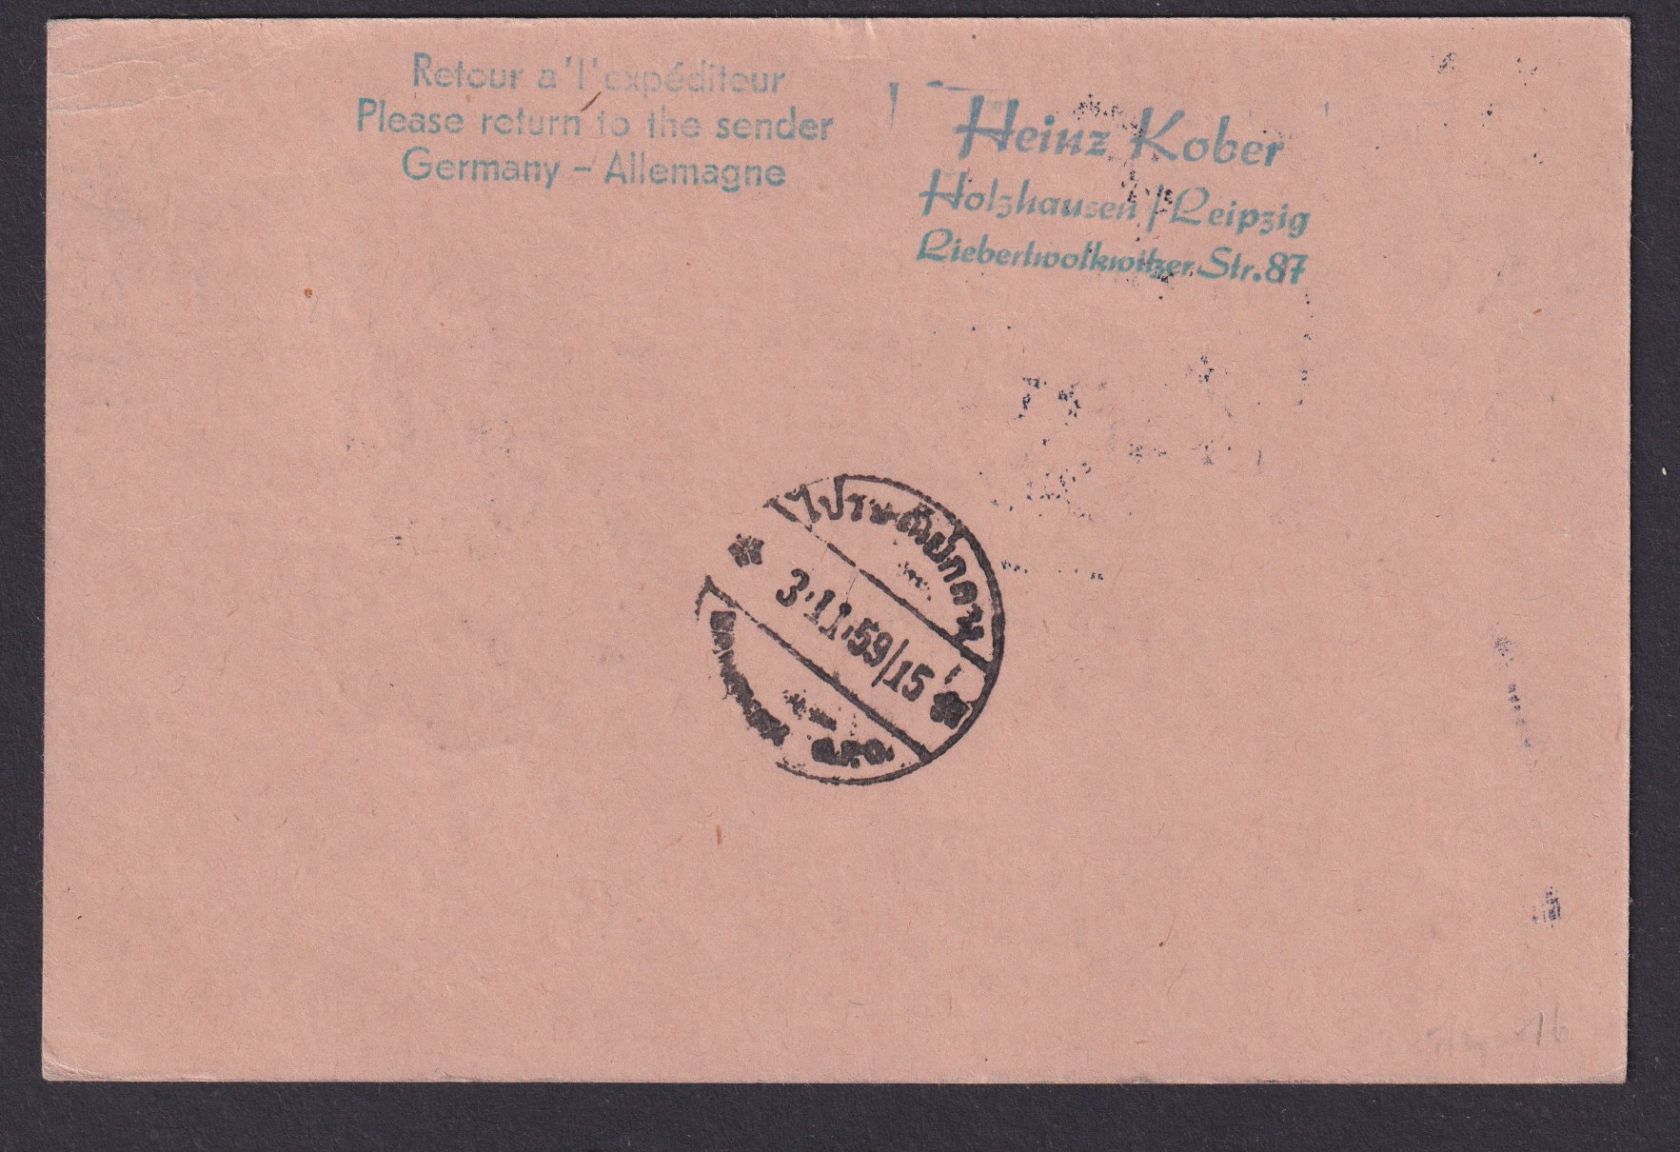 Retour a'l'expéditeur
Please return to the sender
Germany - Allemagne
Heinz Kober
Holzhausen / Leipzig
Liebertwolkwitzer Str. 87
3.11.59/15
G.P.O.
16